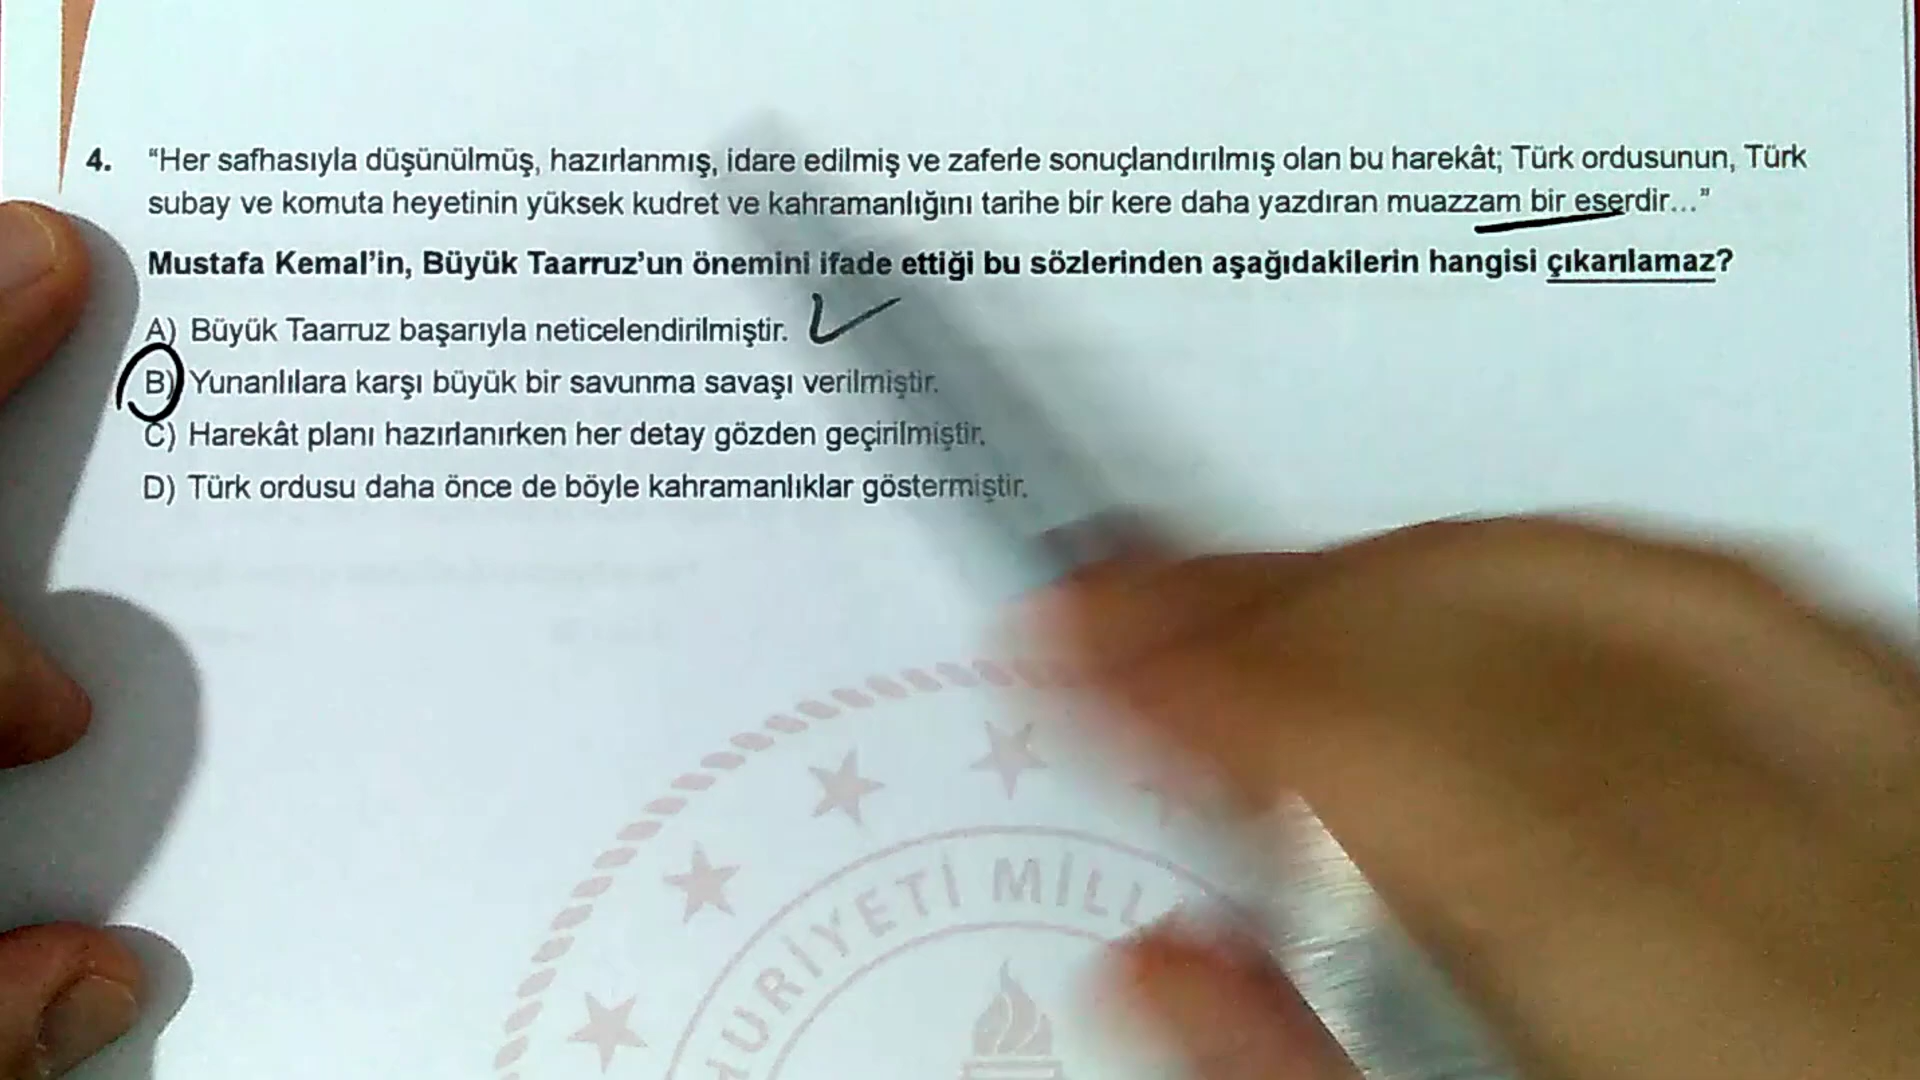 4. “Her safhasıyla düşünülmüş, hazırlanmış, idare edilmiş ve zaferle sonuçlandırılmış olan bu harekât; Türk ordusunun, Türk
subay ve komuta heyetinin yüksek kudret ve kahramanlığını tarihe bir kere daha yazdıran muazzam bir eserdir...”
Mustafa Kemal’in, Büyük Taarruz’un önemini ifade ettiği bu sözlerinden aşağıdakilerin hangisi çıkarılamaz?
A) Büyük Taarruz başarıyla neticelendirilmiştir.
B) Yunanlılara karşı büyük bir savunma savaşı verilmiştir.
C) Harekât planı hazırlanırken her detay gözden geçirilmiştir.
D) Türk ordusu daha önce de böyle kahramanlıklar göstermiştir.